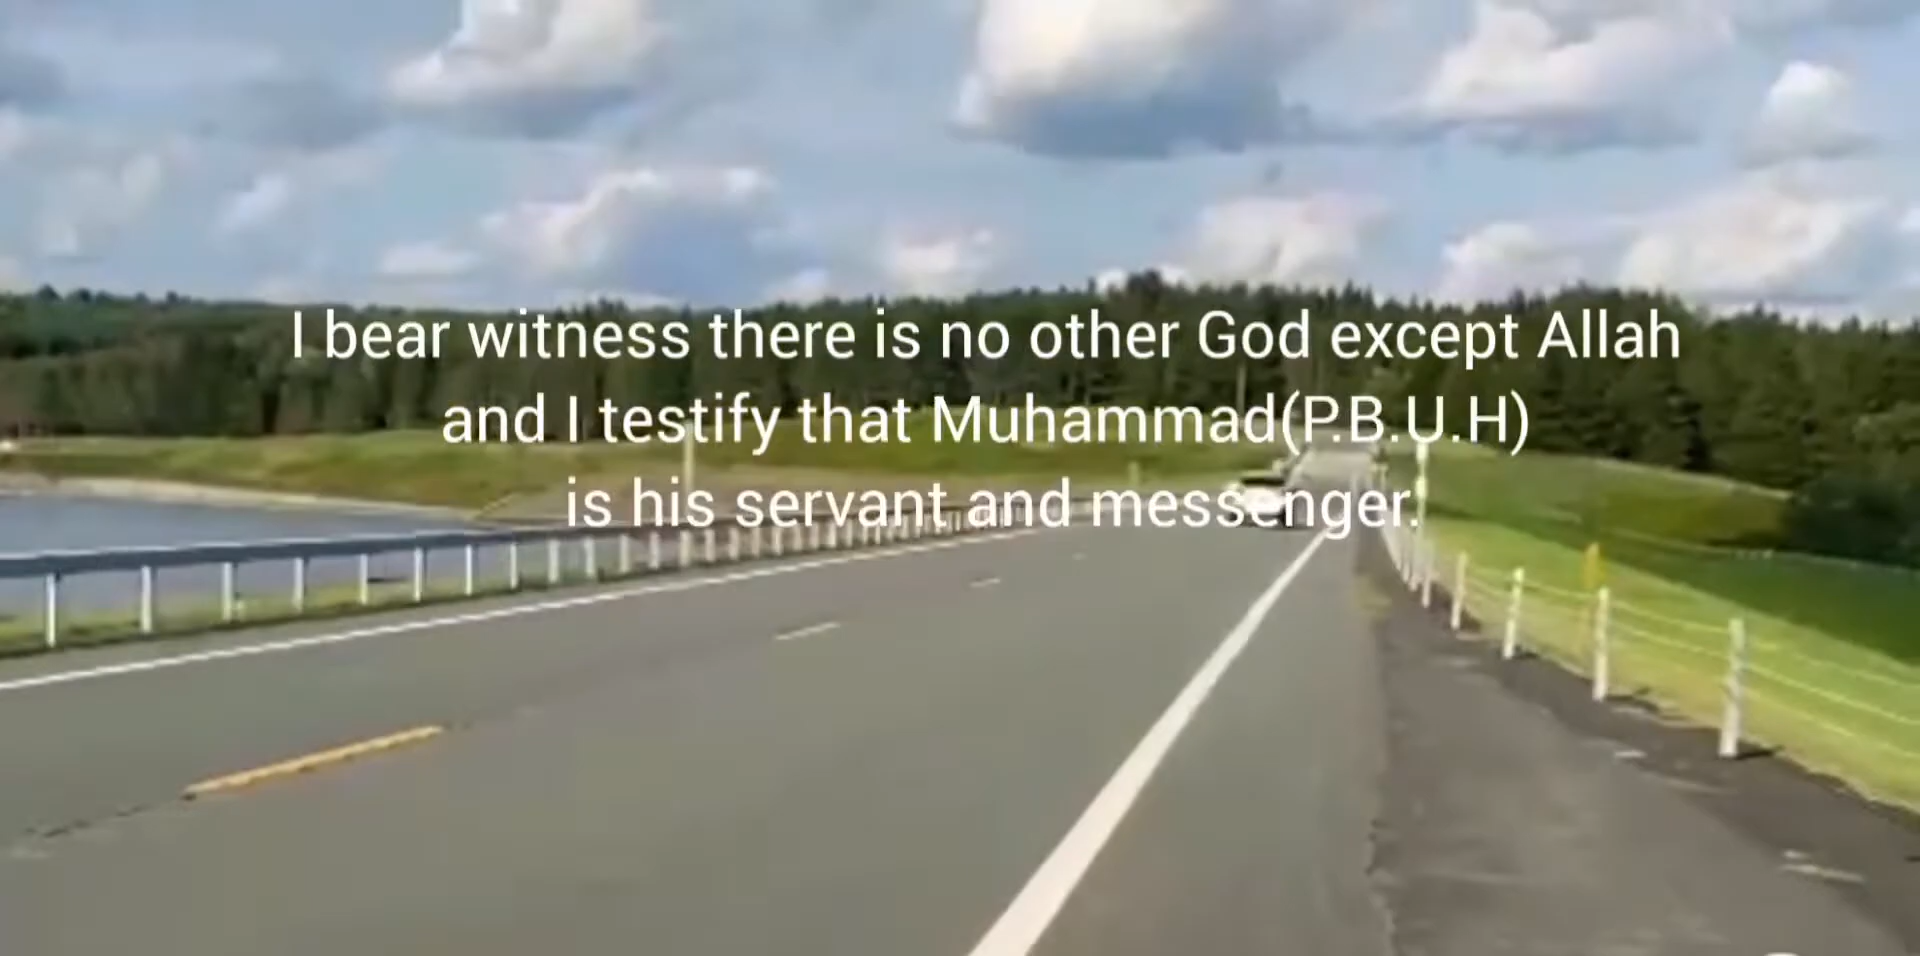 I bear witness there is no other God except Allah
and I testify that Muhammad(P.B.U.H)
is his servant and messenger.